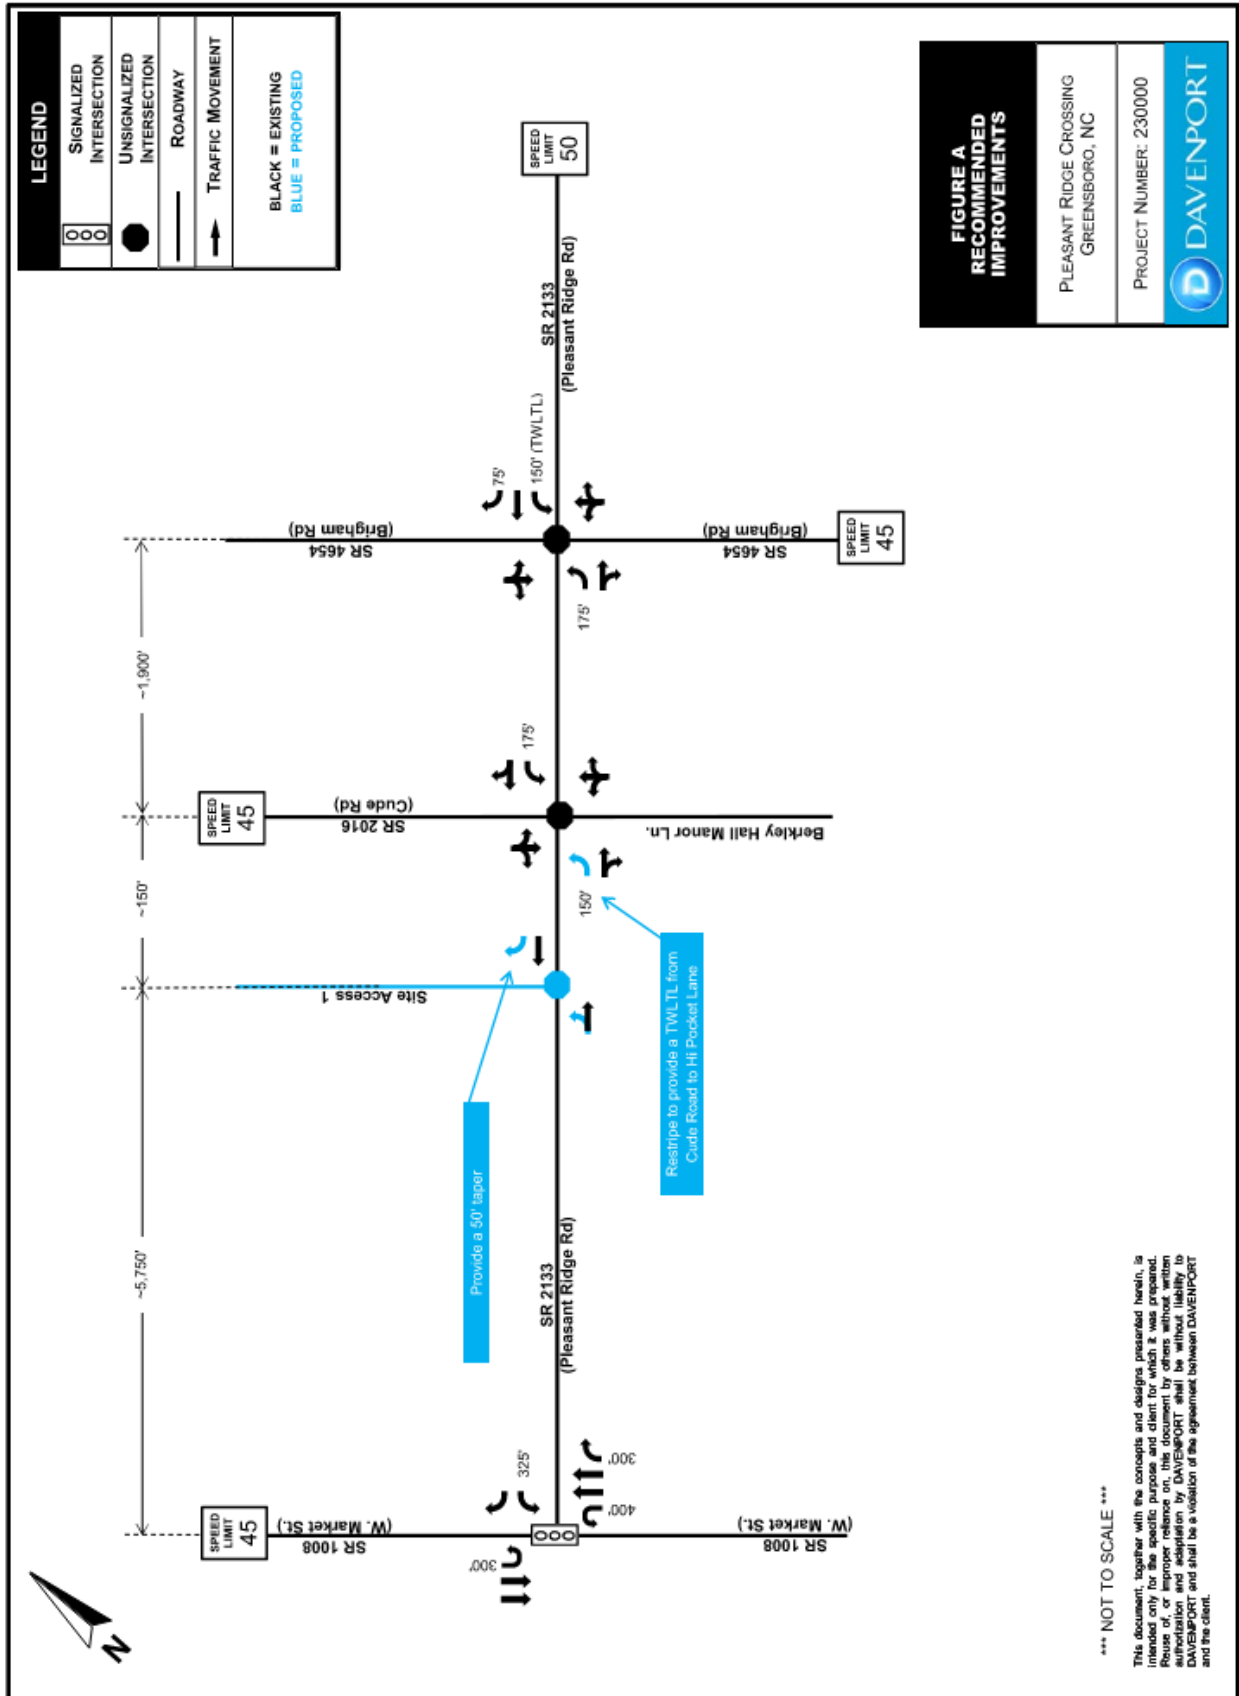 LEGEND
SIGNALIZED
INTERSECTION
UNSIGNALIZED
INTERSECTION
ROADWAY
TRAFFIC MOVEMENT
BLACK = EXISTING
BLUE = PROPOSED
N
~5,750'
~150'
~1,900'
SPEED
LIMIT
45
SR 1008
(W. Market St.)
300'
325'
400'
300'
SR 1008
(W. Market St.)
SR 2133
(Pleasant Ridge Rd)
Provide a 50' taper
Site Access 1
Restripe to provide a TWLTL from
Cude Road to Hi Pocket Lane
150'
SPEED
LIMIT
45
SR 2016
(Cude Rd)
175'
Berkley Hall Manor Ln.
SR 4654
(Brigham Rd)
75'
150' (TWLTL)
175'
SR 4654
(Brigham Rd)
SPEED
LIMIT
45
SR 2133
(Pleasant Ridge Rd)
SPEED
LIMIT
50
*** NOT TO SCALE ***
This document, together with the concepts and designs presented herein, is
intended only for the specific purpose and client for which it was prepared.
Reuse of, or improper reliance on, this document by others without written
authorization and adaptation by DAVENPORT shall be without liability to
DAVENPORT and shall be a violation of the agreement between DAVENPORT
and the client.
FIGURE A
RECOMMENDED
IMPROVEMENTS
PLEASANT RIDGE CROSSING
GREENSBORO, NC
PROJECT NUMBER: 230000
D DAVENPORT